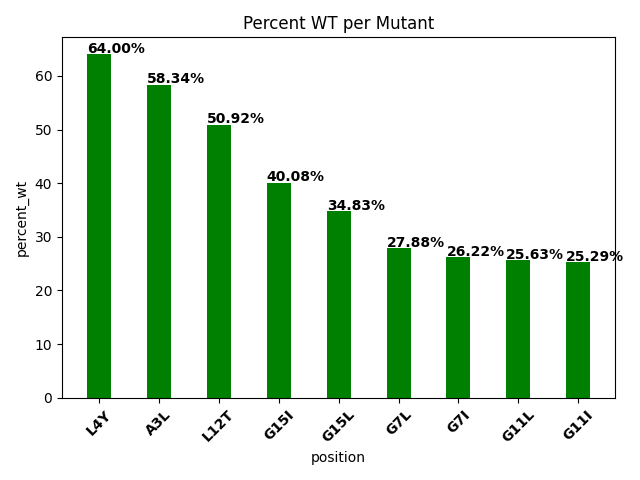 Percent WT per Mutant
percent_wt
60
50
40
30
20
10
0
64.00%
58.34%
50.92%
40.08%
34.83%
27.88%
26.22%
25.63%
25.29%
L4Y
A3L
L12T
G15I
G15L
G7L
G7I
G11L
G11I
position